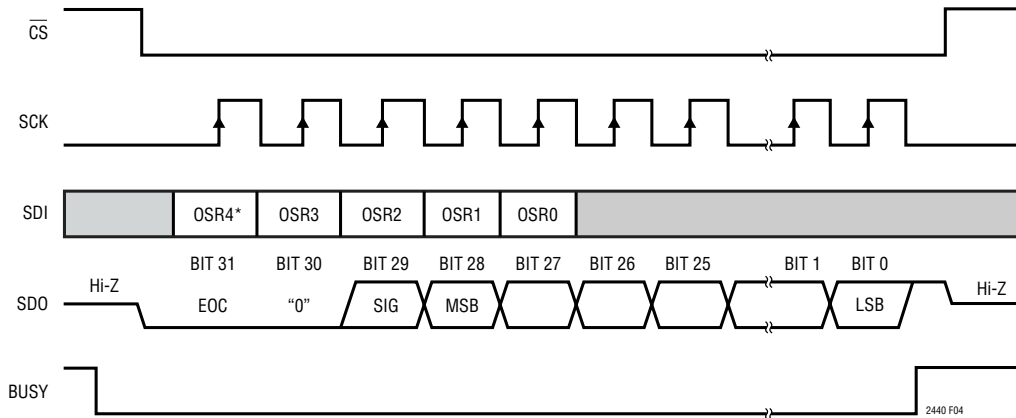 CS
SCK
SDI OSR4* OSR3 OSR2 OSR1 OSR0
BIT 31 BIT 30 BIT 29 BIT 28 BIT 27 BIT 26 BIT 25 BIT 1 BIT 0
Hi-Z Hi-Z
SDO EOC “0” SIG MSB LSB
BUSY
2440 F04